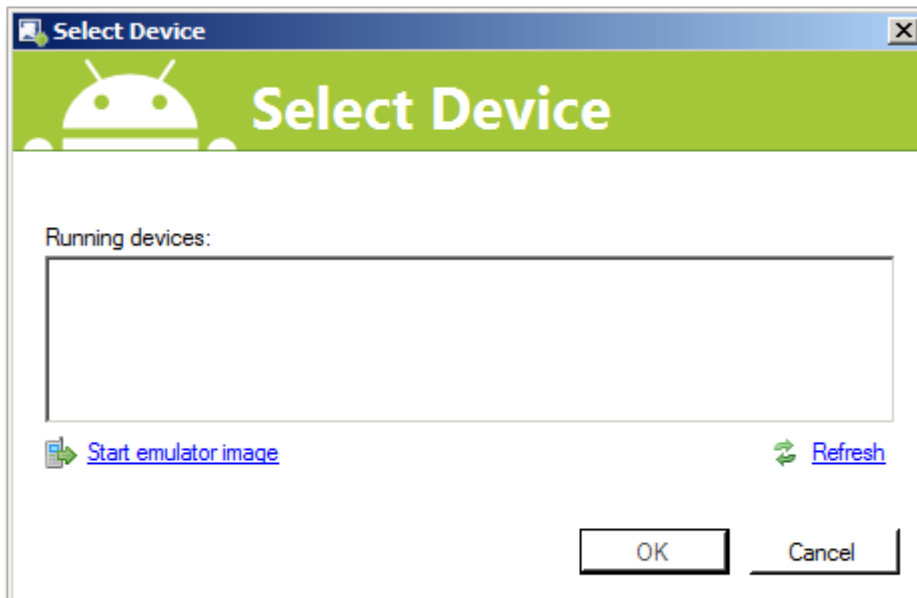 Select Device
Select Device
Running devices:
Start emulator image
Refresh
OK
Cancel